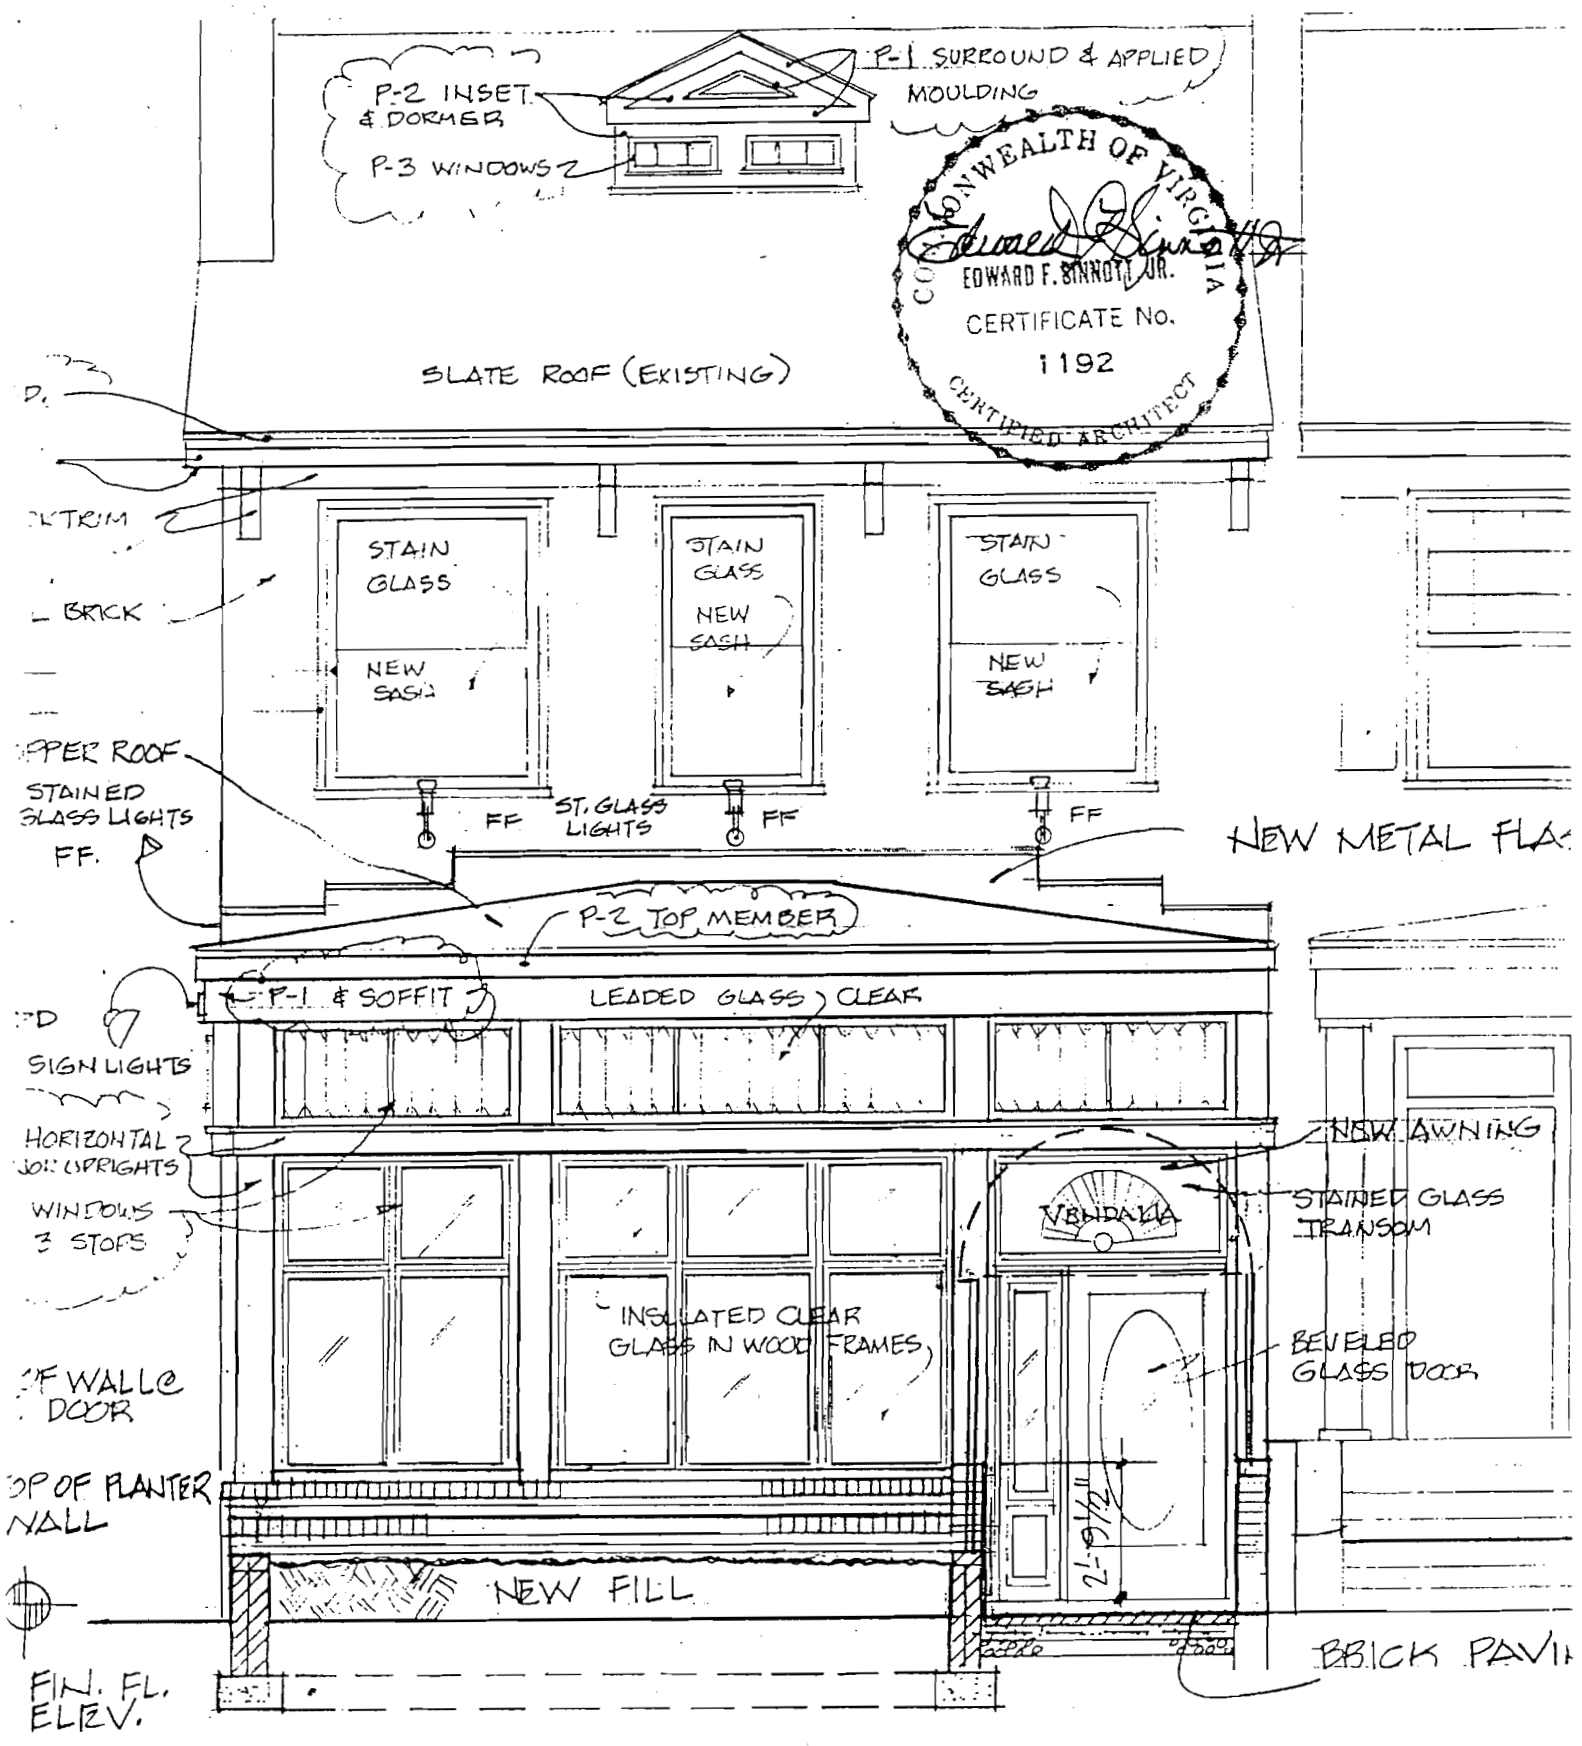 P-1 SURROUND & APPLIED
MOULDING
P-2 INSET
& DORMER
P-3 WINDOWS
COMMONWEALTH OF VIRGINIA
EDWARD F. SINNOTT, JR.
CERTIFICATE No.
1192
CERTIFIED ARCHITECT
SLATE ROOF (EXISTING)
D.
TRIM
BRICK
STAIN
GLASS
NEW
SASH
STAIN
GLASS
NEW
SASH
STAIN
GLASS
NEW
SASH
PPER ROOF
STAINED
GLASS LIGHTS
FF.
FF
ST. GLASS
LIGHTS
FF
FF
NEW METAL FLAS
P-2 TOP MEMBER
P-1 & SOFFIT
LEADED GLASS, CLEAR
SIGN LIGHTS
HORIZONTAL
UPRIGHTS
WINDOWS
3 STOPS
NEW AWNING
STAINED GLASS
TRANSOM
VENDALIA
INSULATED CLEAR
GLASS IN WOOD FRAMES
BEVELED
GLASS DOOR
OF WALL @
DOOR
OP OF PLANTER
WALL
2'-9 1/2"
NEW FILL
BRICK PAVIN
FIN. FL.
ELEV.